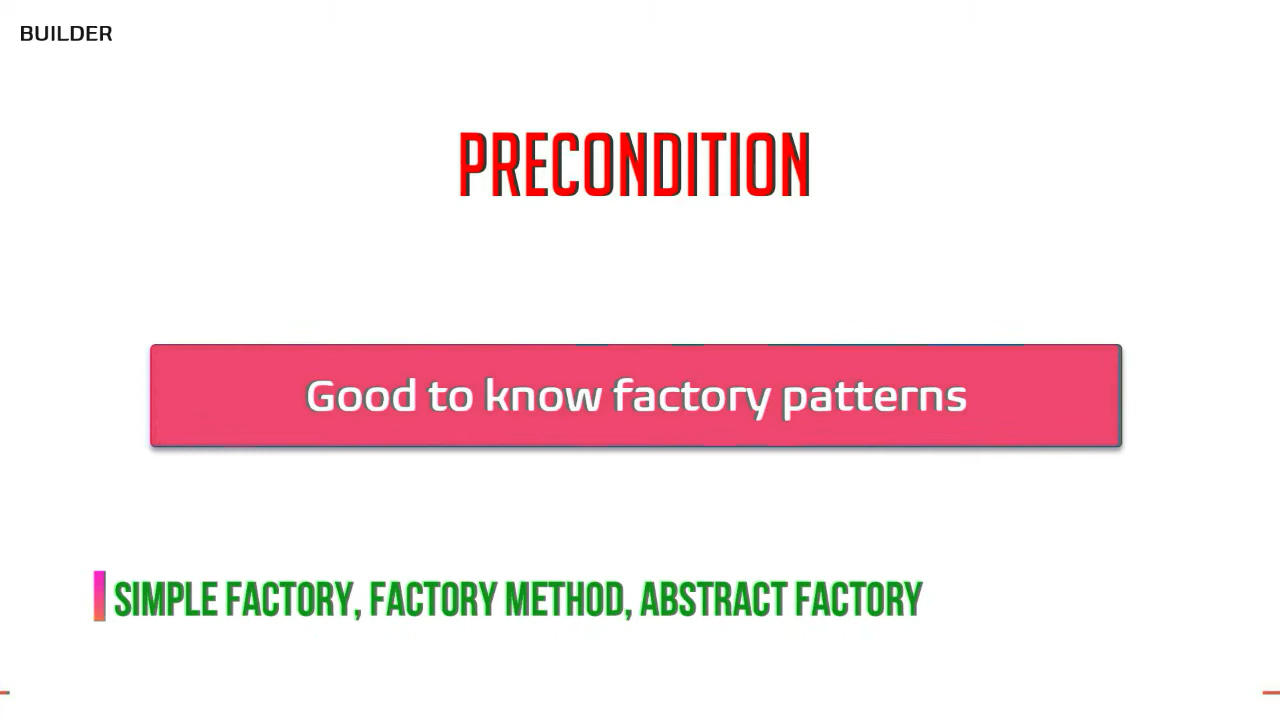 BUILDER
PRECONDITION
Good to know factory patterns
SIMPLE FACTORY, FACTORY METHOD, ABSTRACT FACTORY